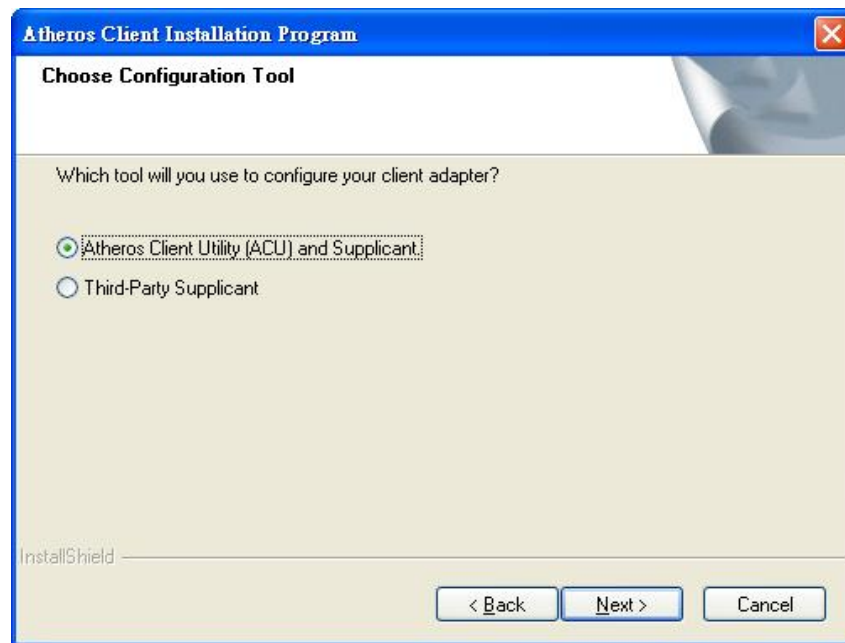 Atheros Client Installation Program
Choose Configuration Tool
Which tool will you use to configure your client adapter?
Atheros Client Utility (ACU) and Supplicant.
Third-Party Supplicant
InstallShield
< Back
Next >
Cancel